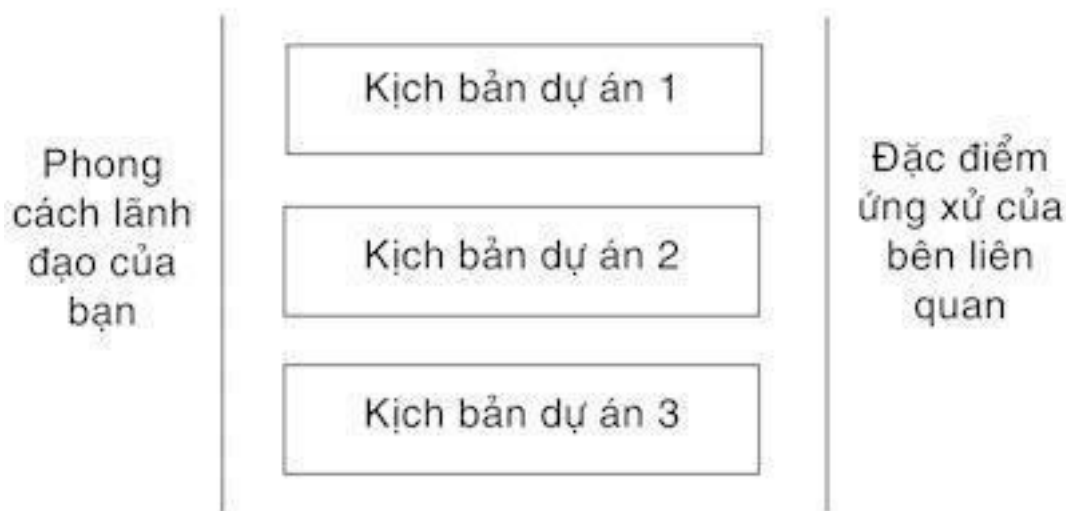 Phong
cách lãnh
đạo của
bạn
Kịch bản dự án 1
Kịch bản dự án 2
Kịch bản dự án 3
Đặc điểm
ứng xử của
bên liên
quan